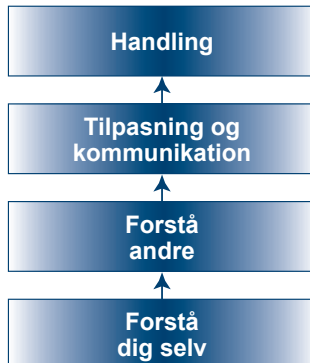 Handling
Tilpasning og
kommunikation
Forstå
andre
Forstå
dig selv